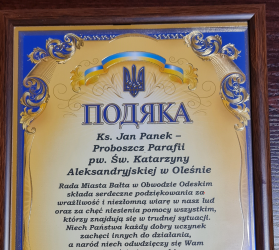 ПОДЯКА
Ks. Jan Panek –
Proboszcz Parafii
pw. Św. Katarzyny
Aleksandryjskiej w Oleśnie
Rada Miasta Bałta w Obwodzie Odeskim
składa serdeczne podziękowania za
wrażliwość i niezłomną wiarę w nasz lud
oraz za chęć niesienia pomocy wszystkim,
którzy znajdują się w trudnej sytuacji.
Niech Państwa każdy dobry uczynek
zachęci innych do działania,
a naród niech odwdzięczy się Wam